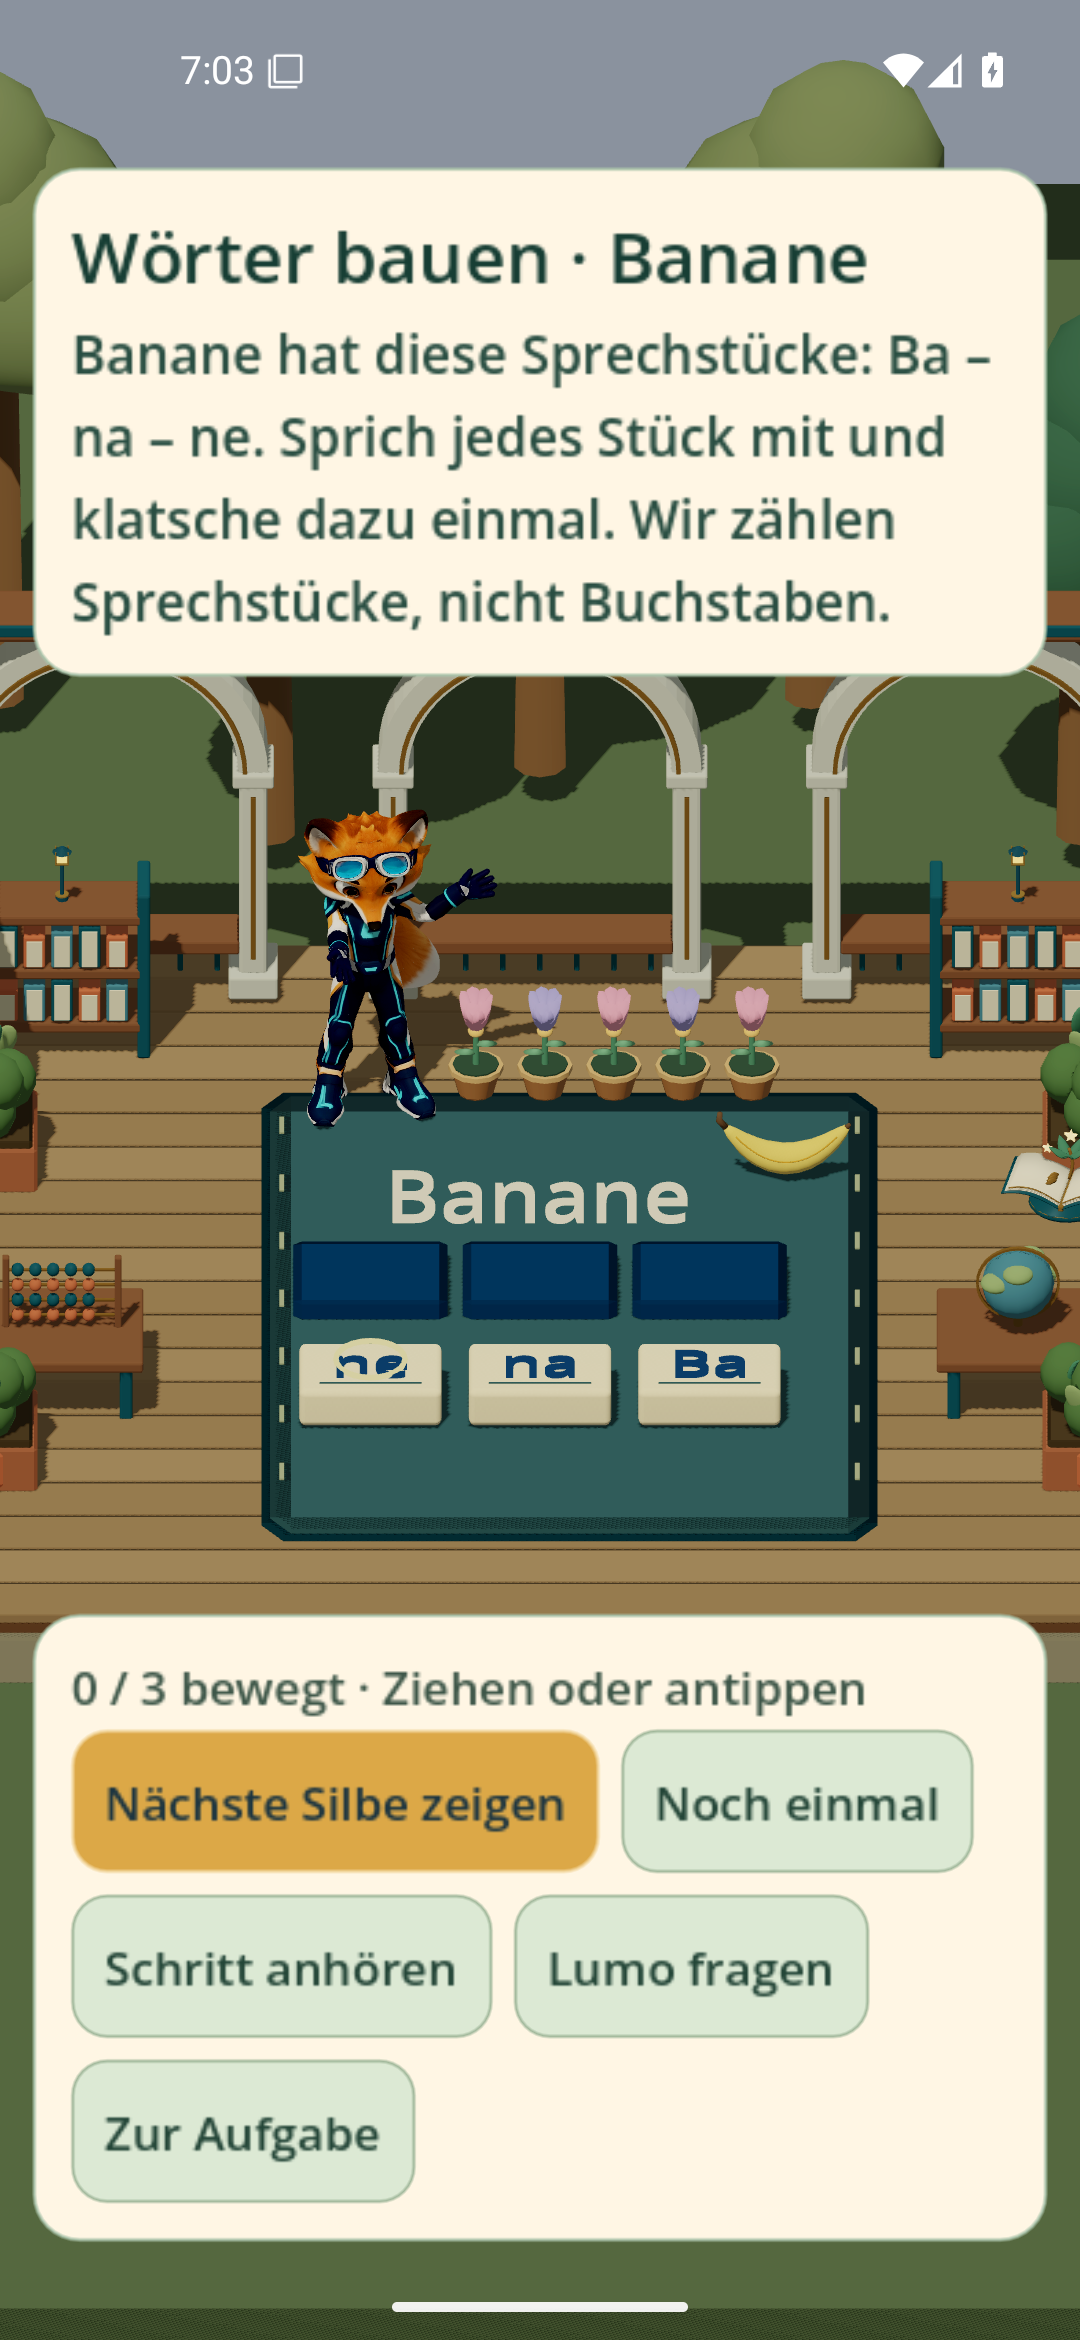 7:03
Wörter bauen · Banane
Banane hat diese Sprechstücke: Ba –
na – ne. Sprich jedes Stück mit und
klatsche dazu einmal. Wir zählen
Sprechstücke, nicht Buchstaben.
Banane
ne na Ba
0 / 3 bewegt · Ziehen oder antippen
Nächste Silbe zeigen
Noch einmal
Schritt anhören
Lumo fragen
Zur Aufgabe